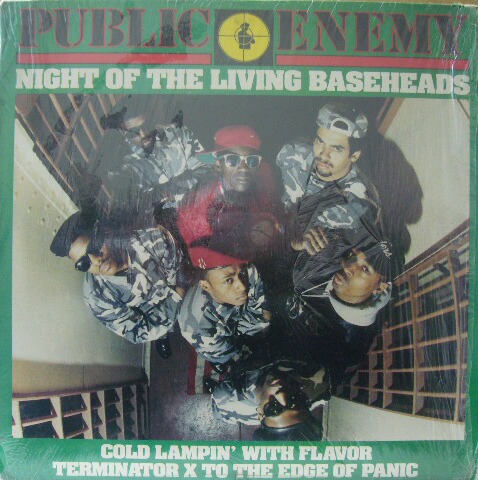 PUBLIC ENEMY
NIGHT OF THE LIVING BASEHEADS
COLD LAMPIN' WITH FLAVOR
TERMINATOR X TO THE EDGE OF PANIC